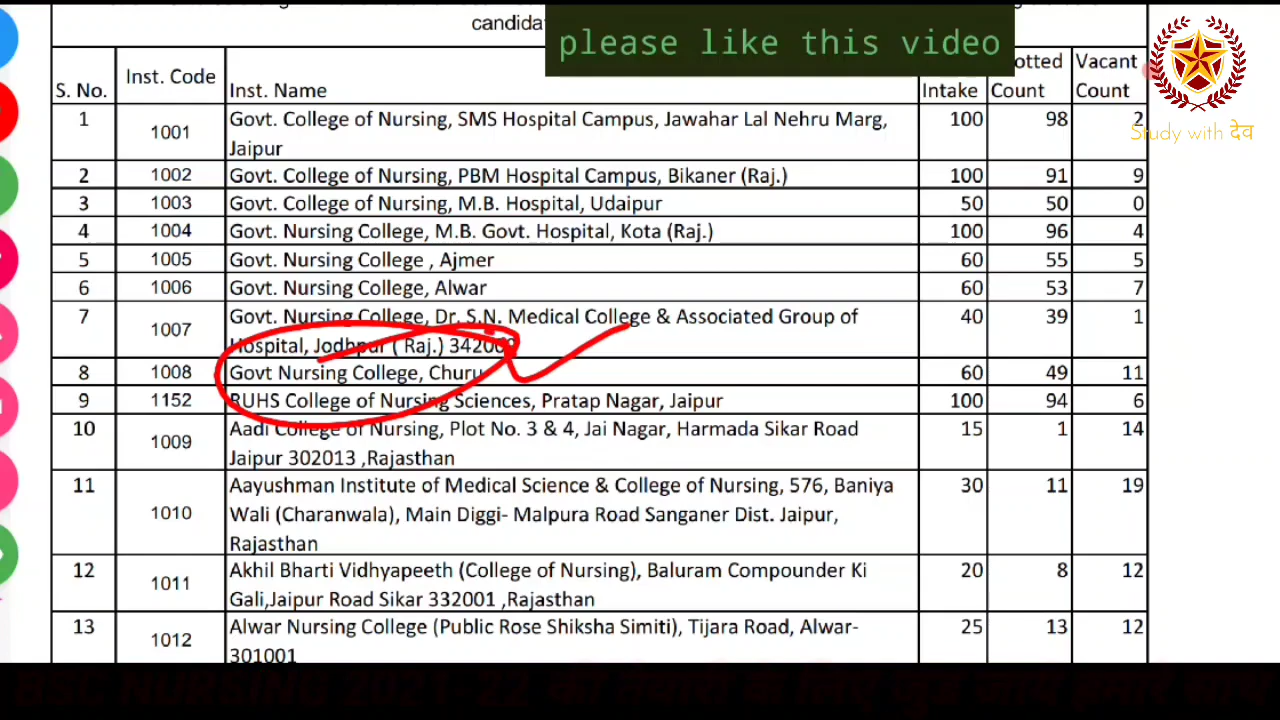 candidat
please like this video
S. No. Inst. Code Inst. Name Intake otted Count Vacant Count
1 1001 Govt. College of Nursing, SMS Hospital Campus, Jawahar Lal Nehru Marg, 100 98 2
Jaipur
Study with देव
2 1002 Govt. College of Nursing, PBM Hospital Campus, Bikaner (Raj.) 100 91 9
3 1003 Govt. College of Nursing, M.B. Hospital, Udaipur 50 50 0
4 1004 Govt. Nursing College, M.B. Govt. Hospital, Kota (Raj.) 100 96 4
5 1005 Govt. Nursing College , Ajmer 60 55 5
6 1006 Govt. Nursing College, Alwar 60 53 7
7 1007 Govt. Nursing College, Dr. S.N. Medical College & Associated Group of 40 39 1
Hospital, Jodhpur ( Raj.)
8 1008 Govt Nursing College, Churu 60 49 11
9 1152 RUHS College of Nursing Sciences, Pratap Nagar, Jaipur 100 94 6
10 1009 Aadi College of Nursing, Plot No. 3 & 4, Jai Nagar, Harmada Sikar Road 15 1 14
Jaipur 302013 ,Rajasthan
11 1010 Aayushman Institute of Medical Science & College of Nursing, 576, Baniya 30 11 19
Wali (Charanwala), Main Diggi- Malpura Road Sanganer Dist. Jaipur,
Rajasthan
12 1011 Akhil Bharti Vidhyapeeth (College of Nursing), Baluram Compounder Ki 20 8 12
Gali,Jaipur Road Sikar 332001 ,Rajasthan
13 1012 Alwar Nursing College (Public Rose Shiksha Simiti), Tijara Road, Alwar- 25 13 12
301001